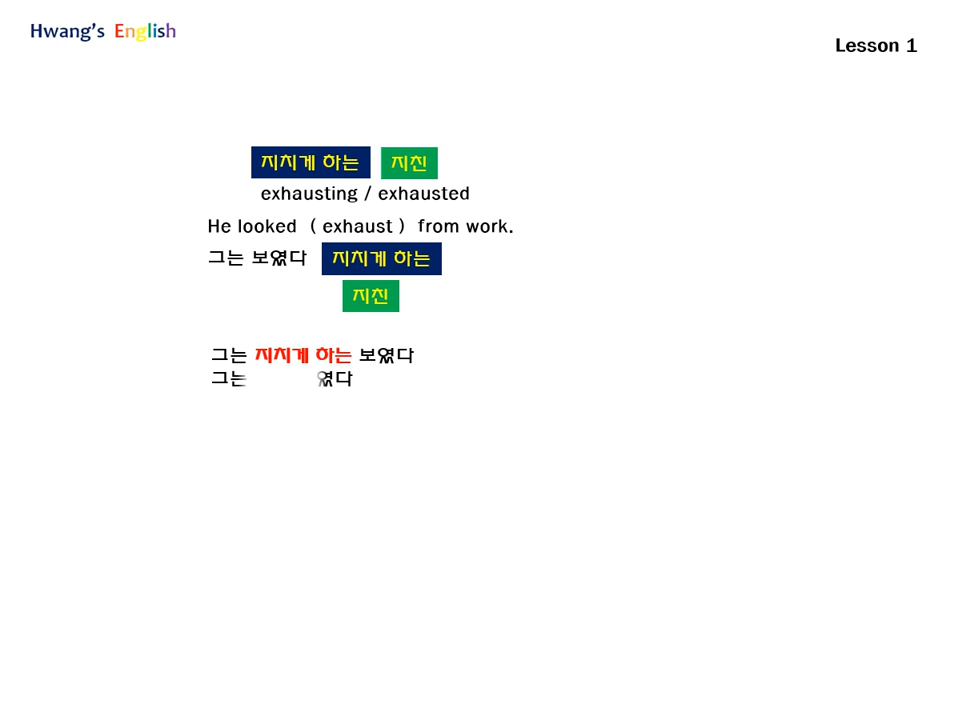 Hwang's English
Lesson 1
지치게 하는 지친
exhausting / exhausted
He looked ( exhaust ) from work.
그는 보였다 지치게 하는
지친
그는 지치게 하는 보였다
그는 였다